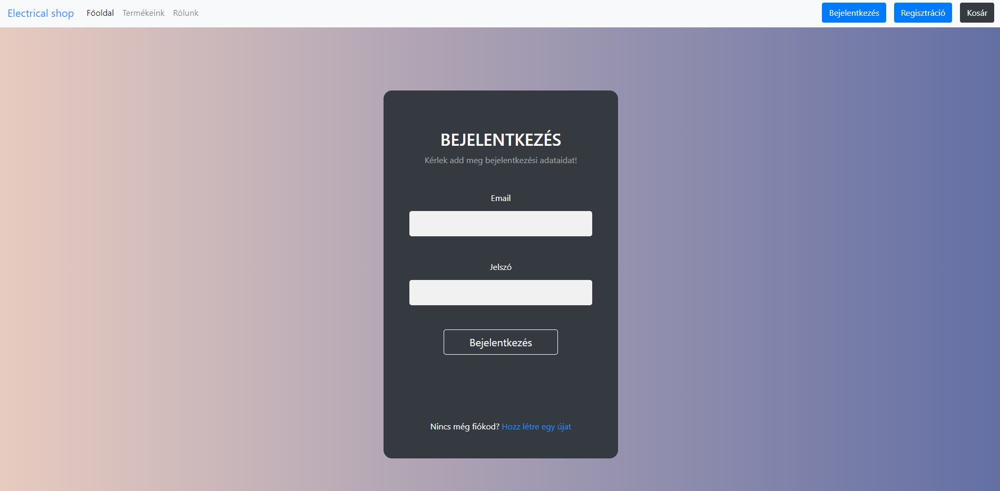 Electrical shop Főoldal Termékeink Rólunk Bejelentkezés Regisztráció Kosár
BEJELENTKEZÉS
Kérlek add meg bejelentkezési adataidat!
Email
Jelszó
Bejelentkezés
Nincs még fiókod? Hozz létre egy újat